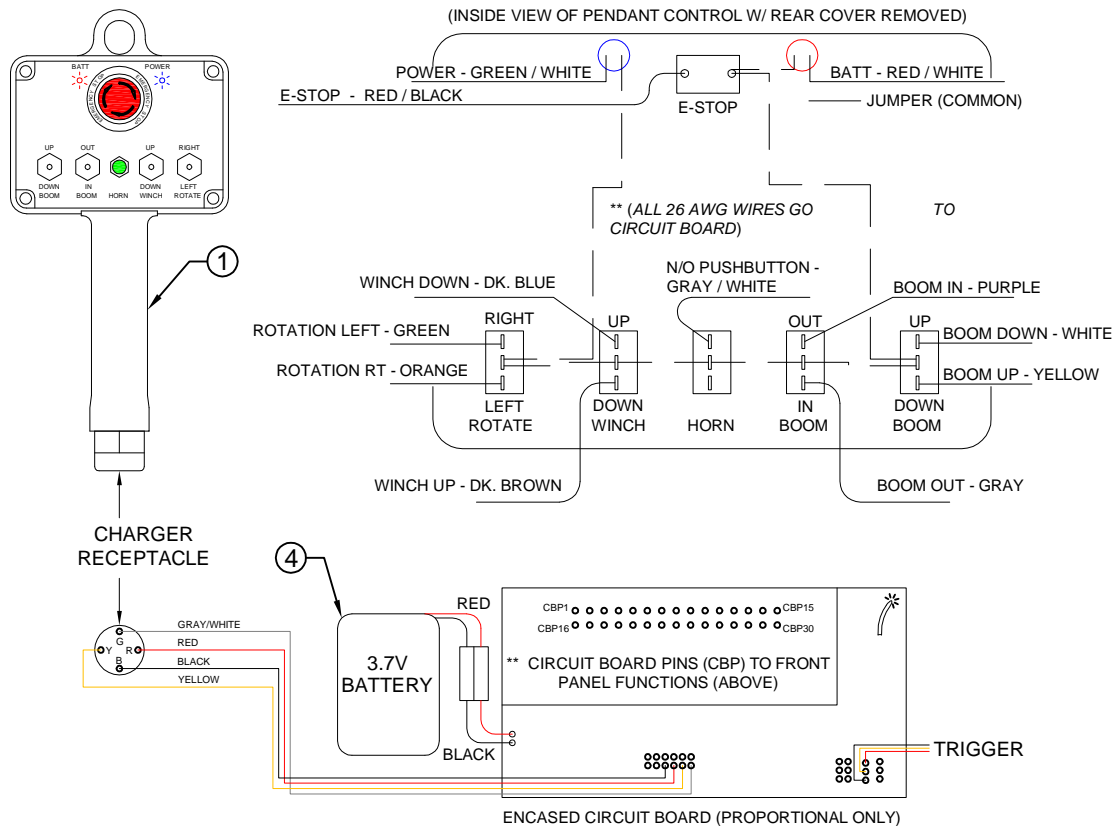 (INSIDE VIEW OF PENDANT CONTROL W/ REAR COVER REMOVED)
BATT
POWER
EMERGENCY STOP
EMERGENCY STOP
UP
OUT
UP
RIGHT
DOWN
BOOM
IN
BOOM
HORN
DOWN
WINCH
LEFT
ROTATE
POWER - GREEN / WHITE
E-STOP - RED / BLACK
E-STOP
BATT - RED / WHITE
JUMPER (COMMON)
** (ALL 26 AWG WIRES GO TO
CIRCUIT BOARD)
1
WINCH DOWN - DK. BLUE
N/O PUSHBUTTON -
GRAY / WHITE
BOOM IN - PURPLE
ROTATION LEFT - GREEN
ROTATION RT - ORANGE
RIGHT
LEFT
ROTATE
UP
DOWN
WINCH
HORN
OUT
IN
BOOM
UP
DOWN
BOOM
BOOM DOWN - WHITE
BOOM UP - YELLOW
WINCH UP - DK. BROWN
BOOM OUT - GRAY
CHARGER
RECEPTACLE
4
G
Y
R
B
GRAY/WHITE
RED
BLACK
YELLOW
3.7V
BATTERY
RED
BLACK
CBP1
CBP15
CBP16
CBP30
** CIRCUIT BOARD PINS (CBP) TO FRONT
PANEL FUNCTIONS (ABOVE)
TRIGGER
ENCASED CIRCUIT BOARD (PROPORTIONAL ONLY)